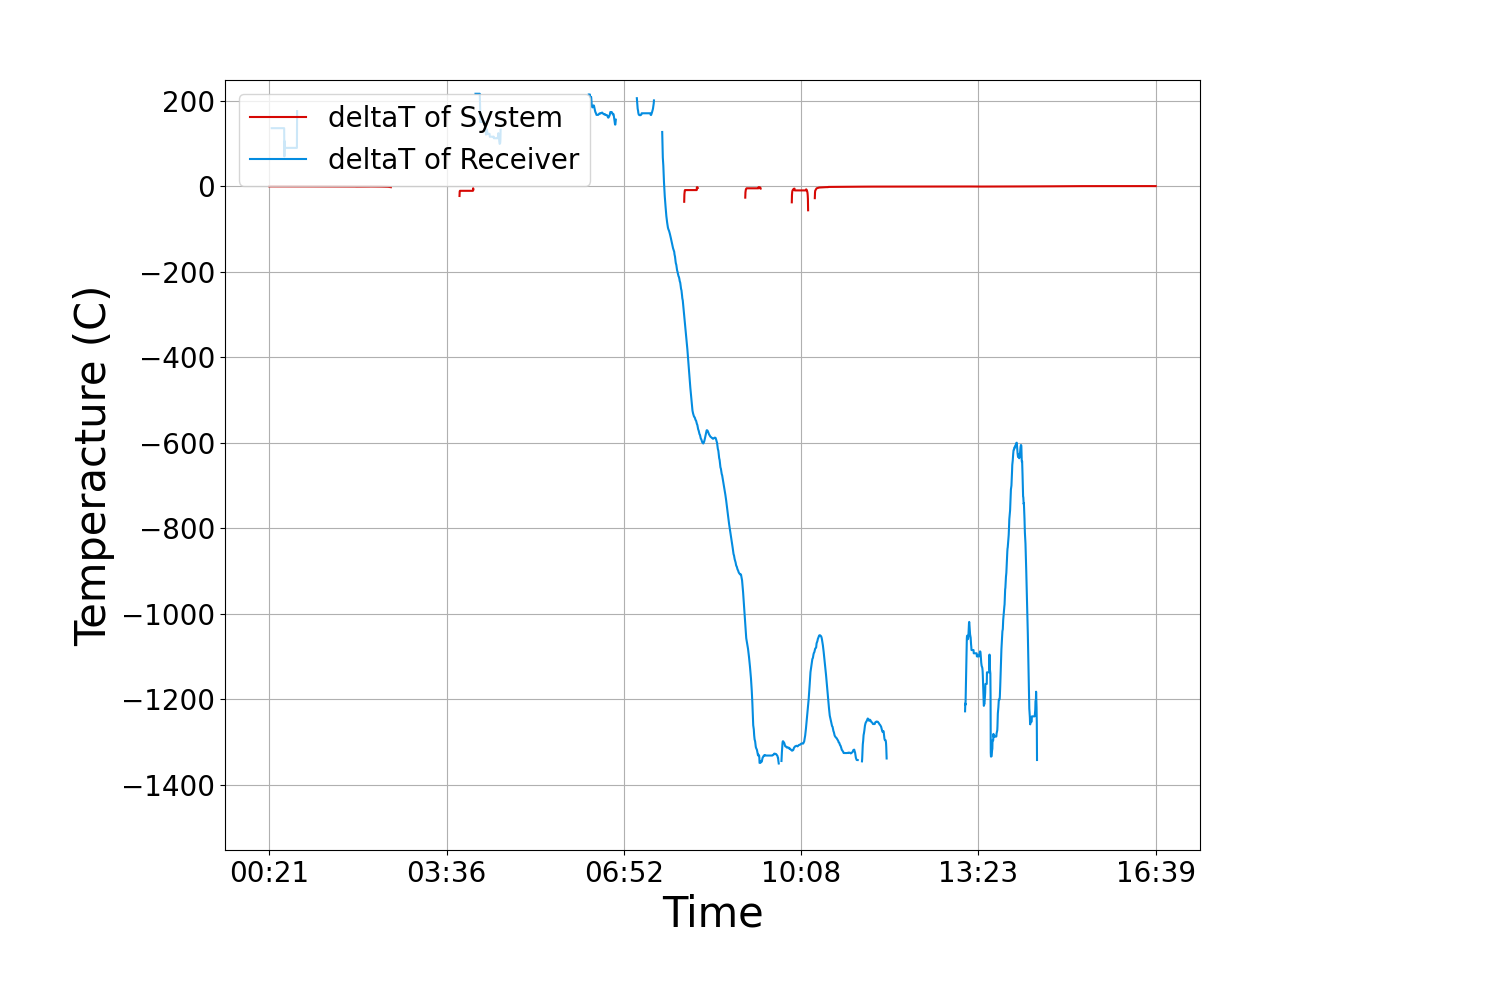 deltaT of System
deltaT of Receiver
200
0
−200
−400
−600
−800
−1000
−1200
−1400
Temperacture (C)
00:21 03:36 06:52 10:08 13:23 16:39
Time